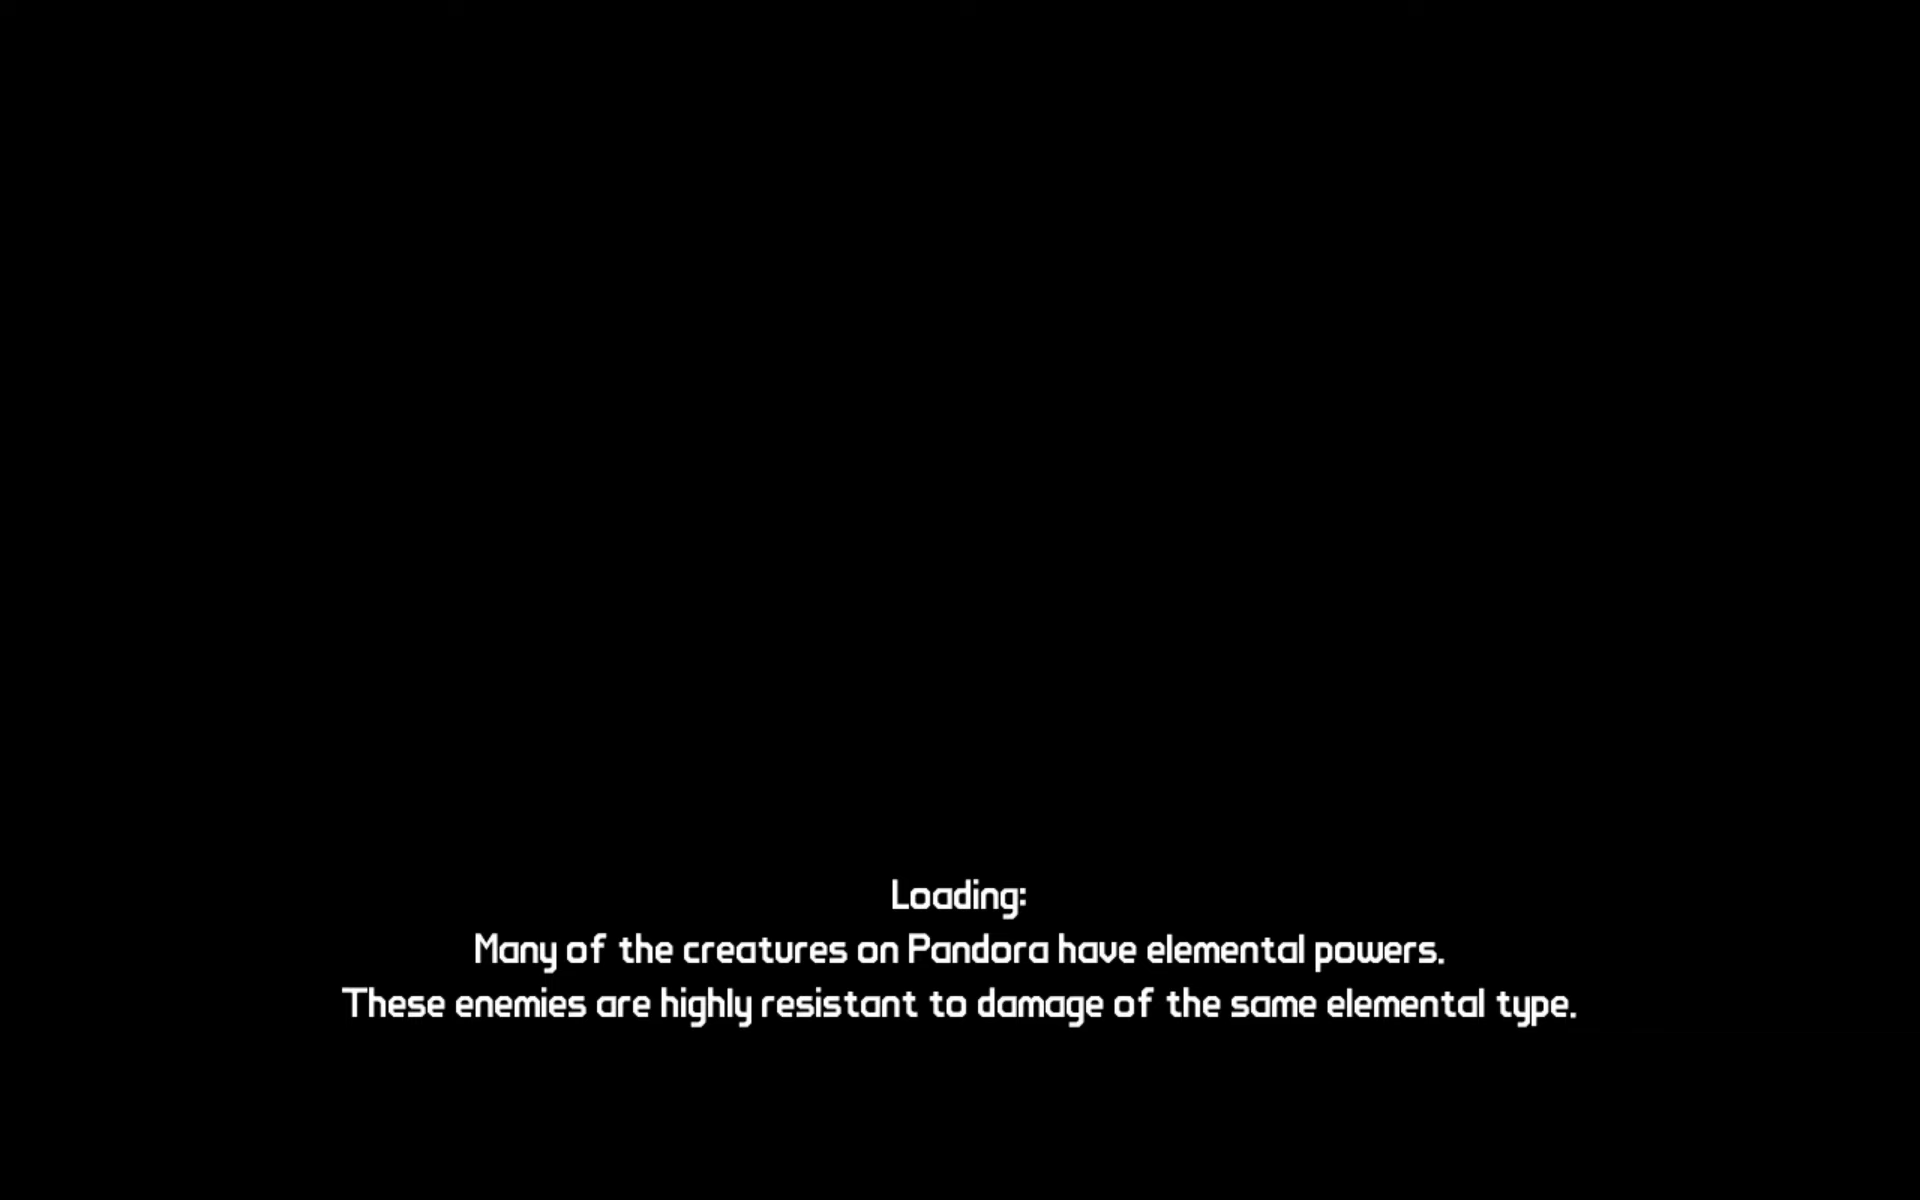 Loading:
Many of the creatures on Pandora have elemental powers.
These enemies are highly resistant to damage of the same elemental type.